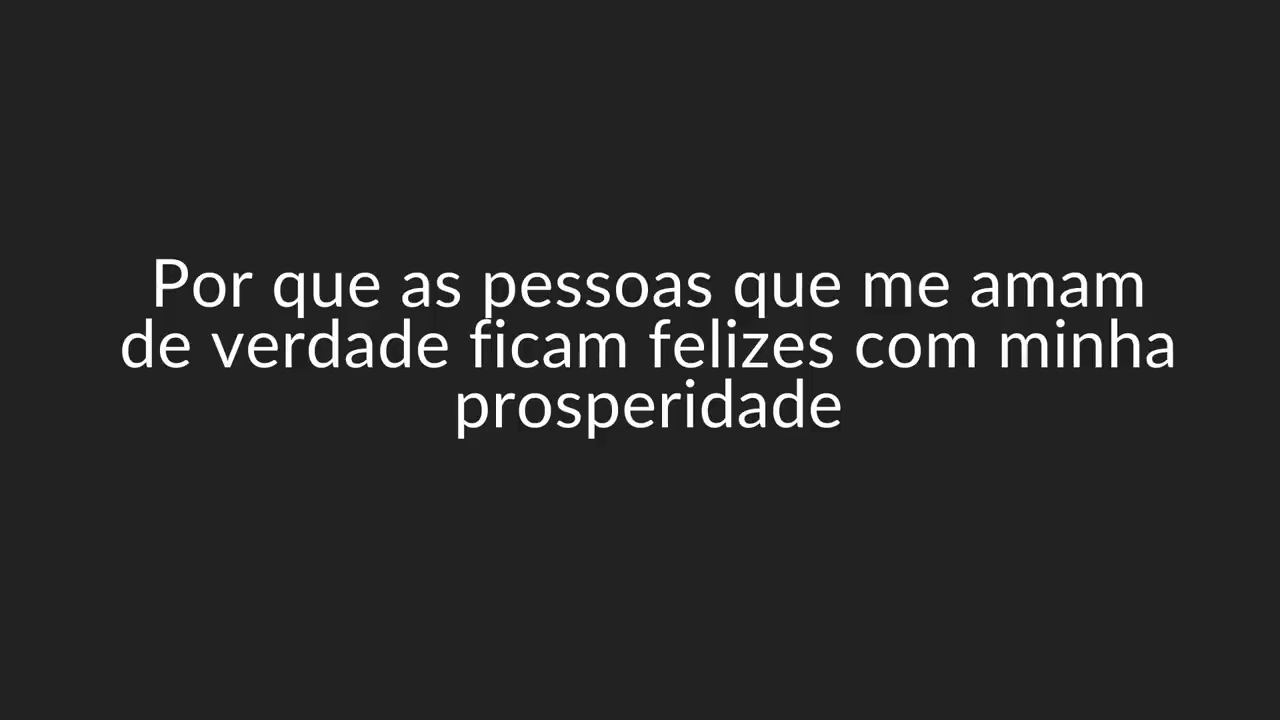 Por que as pessoas que me amam
de verdade ficam felizes com minha
prosperidade